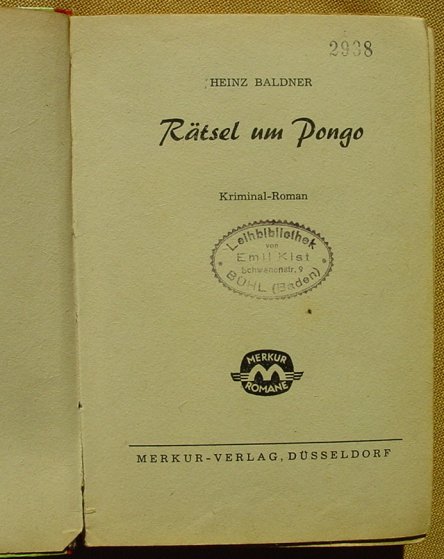 2938
HEINZ BALDNER
Rätsel um Pongo
Kriminal-Roman
Leihbibliothek
von
Emil Kist
Schwanenstr. 9
BÜHL (Baden)
MERKUR
M
ROMANE
MERKUR-VERLAG, DÜSSELDORF